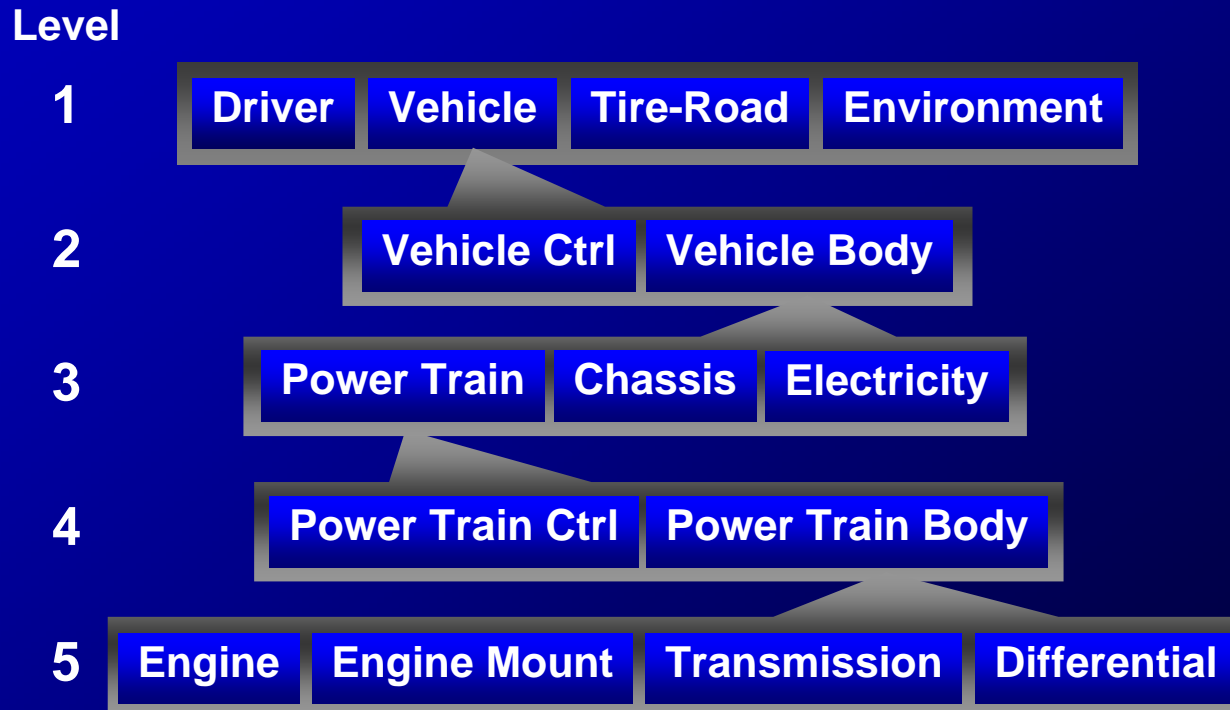 Level
1 Driver Vehicle Tire-Road Environment
2 Vehicle Ctrl Vehicle Body
3 Power Train Chassis Electricity
4 Power Train Ctrl Power Train Body
5 Engine Engine Mount Transmission Differential